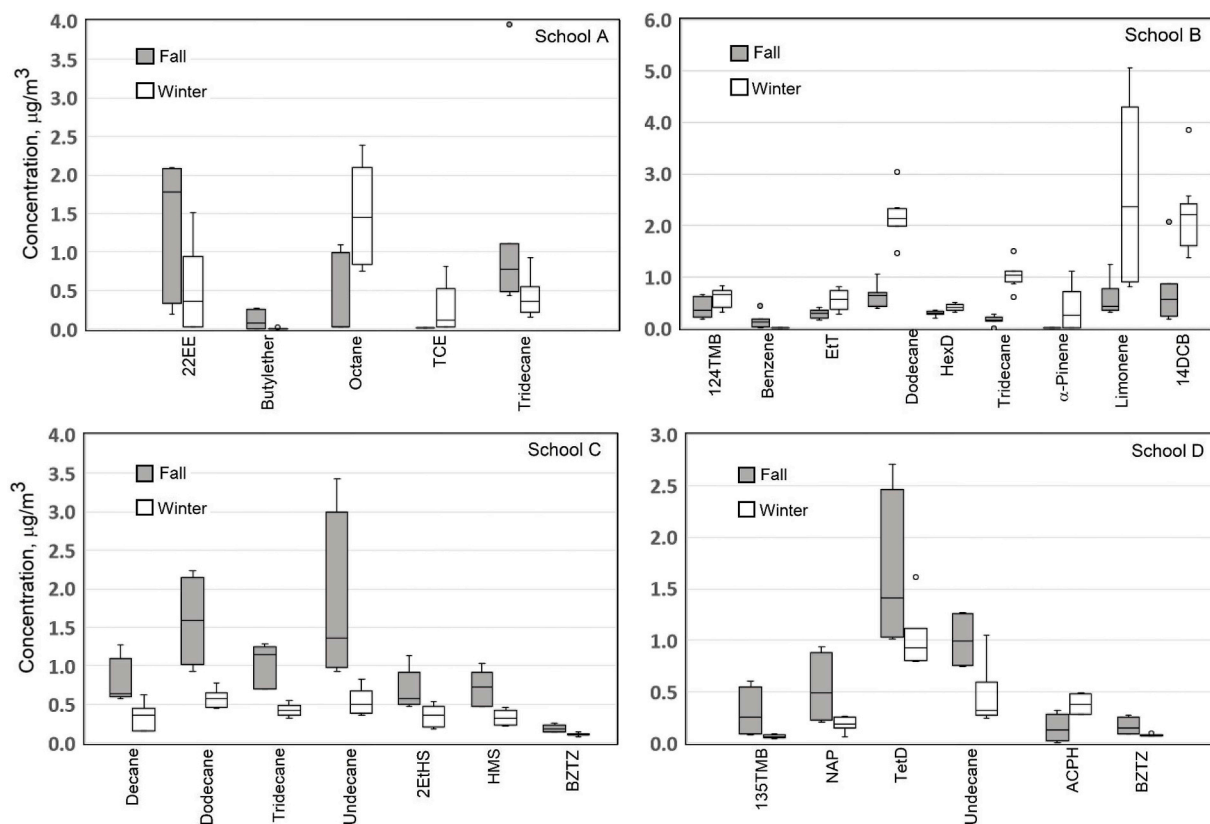 School A
Fall
Winter
Concentration, µg/m³
4.0
3.5
3.0
2.5
2.0
1.5
1.0
0.5
0.0
22EE
Butylether
Octane
TCE
Tridecane
School B
Fall
Winter
6.0
5.0
4.0
3.0
2.0
1.0
0.0
124TMB
Benzene
EtT
Dodecane
HexD
Tridecane
α-Pinene
Limonene
14DCB
School C
Fall
Winter
Concentration, µg/m³
4.0
3.5
3.0
2.5
2.0
1.5
1.0
0.5
0.0
Decane
Dodecane
Tridecane
Undecane
2EtHS
HMS
BZTZ
School D
Fall
Winter
3.0
2.5
2.0
1.5
1.0
0.5
0.0
135TMB
NAP
TetD
Undecane
ACPH
BZTZ